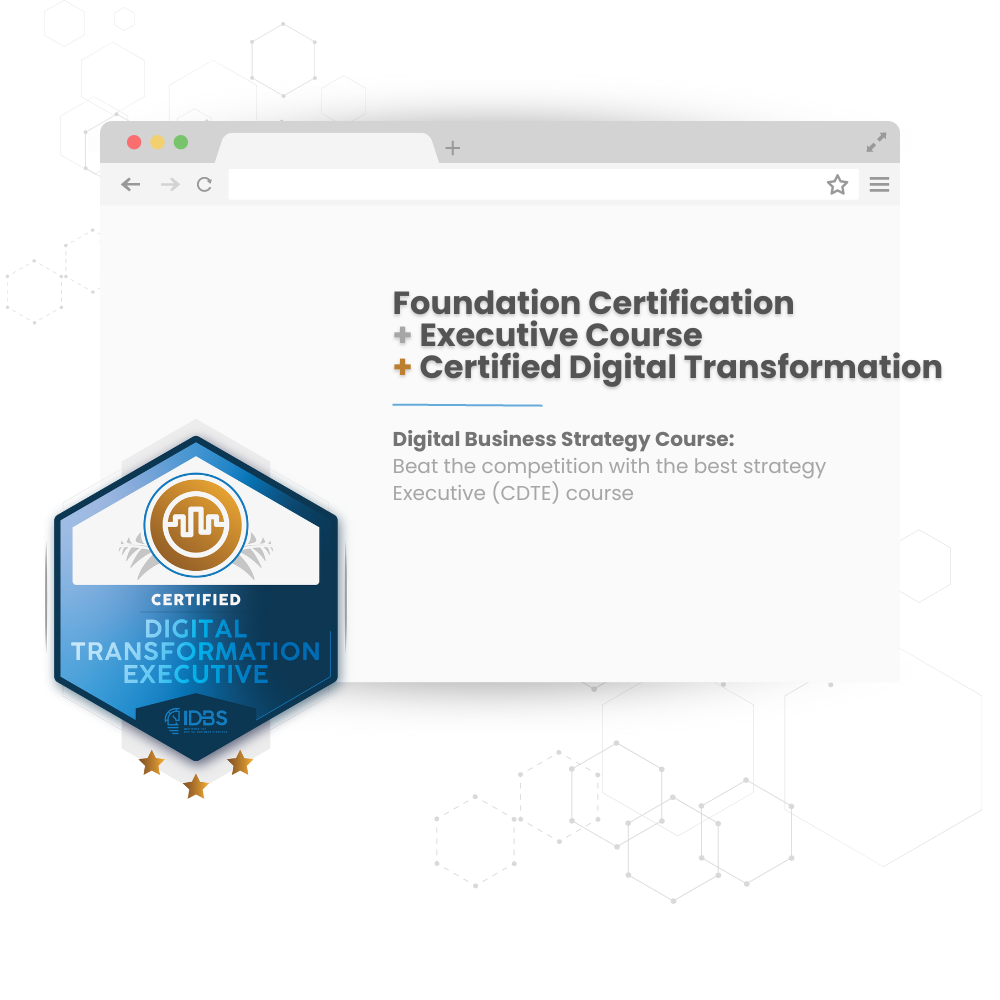 Foundation Certification
+ Executive Course
+ Certified Digital Transformation
Digital Business Strategy Course:
Beat the competition with the best strategy
Executive (CDTE) course
CERTIFIED
DIGITAL
TRANSFORMATION
EXECUTIVE
IDBS